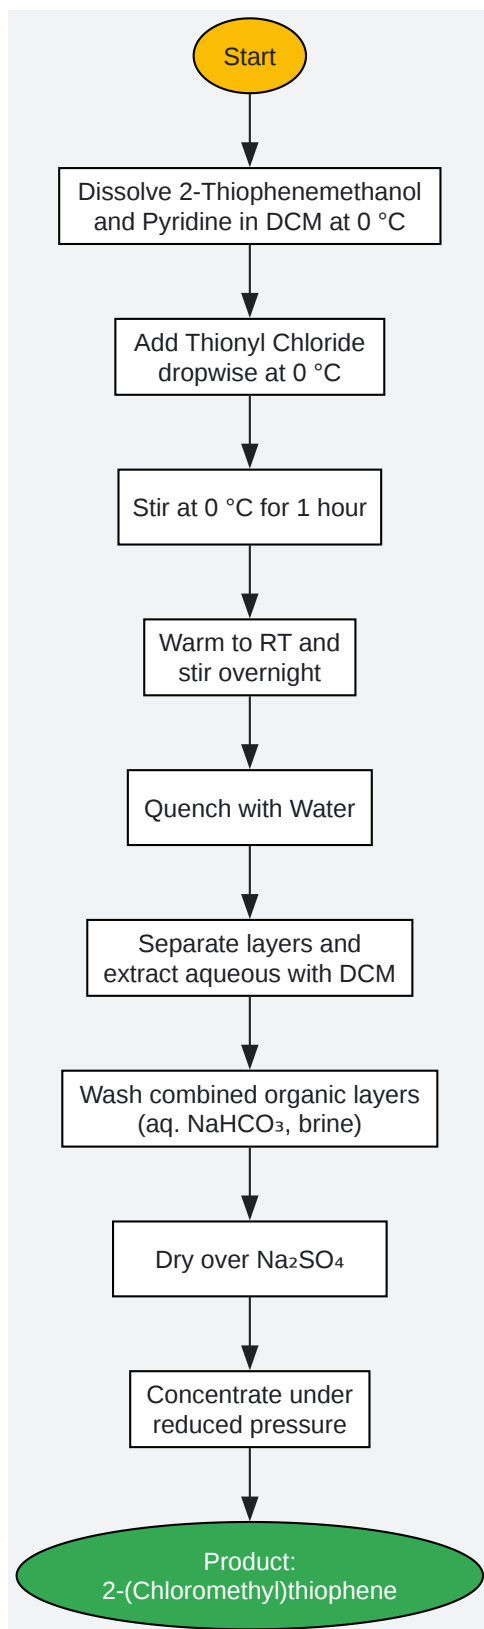 Start
Dissolve 2-Thiophenemethanol
and Pyridine in DCM at 0 °C
Add Thionyl Chloride
dropwise at 0 °C
Stir at 0 °C for 1 hour
Warm to RT and
stir overnight
Quench with Water
Separate layers and
extract aqueous with DCM
Wash combined organic layers
(aq. NaHCO₃, brine)
Dry over Na₂SO₄
Concentrate under
reduced pressure
Product:
2-(Chloromethyl)thiophene